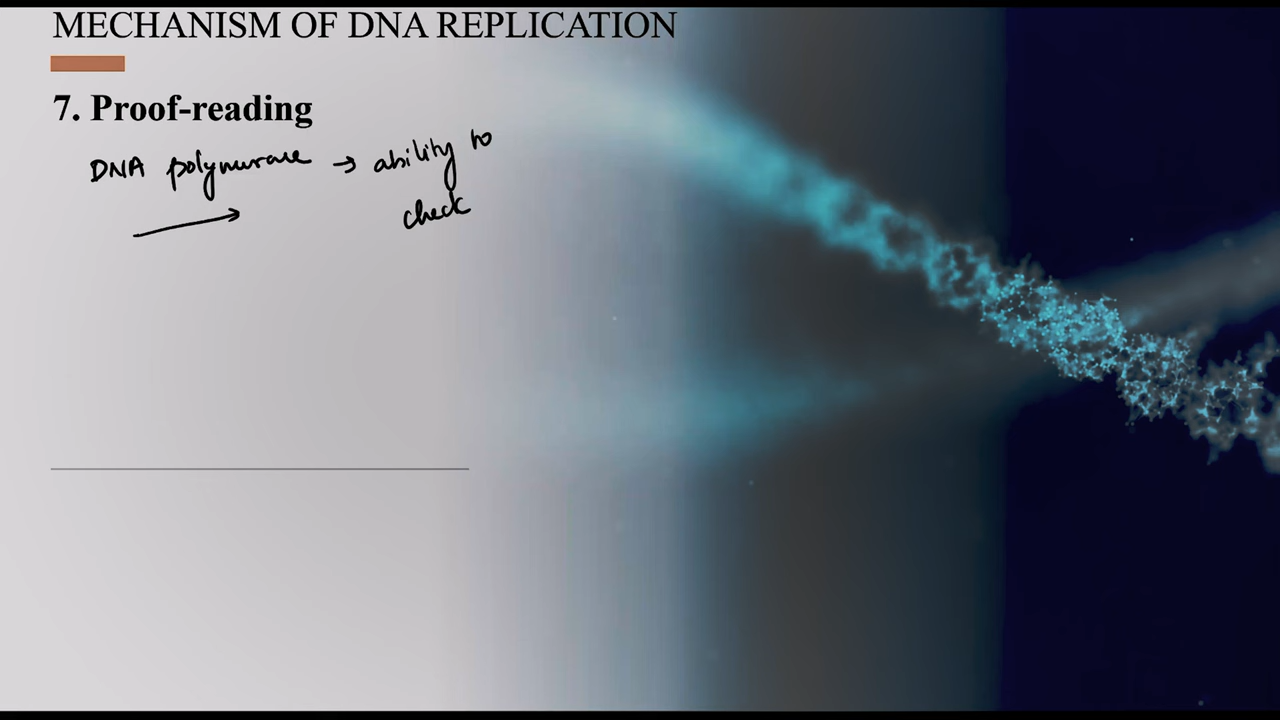 MECHANISM OF DNA REPLICATION
7. Proof-reading
DNA polymerase → ability to
check